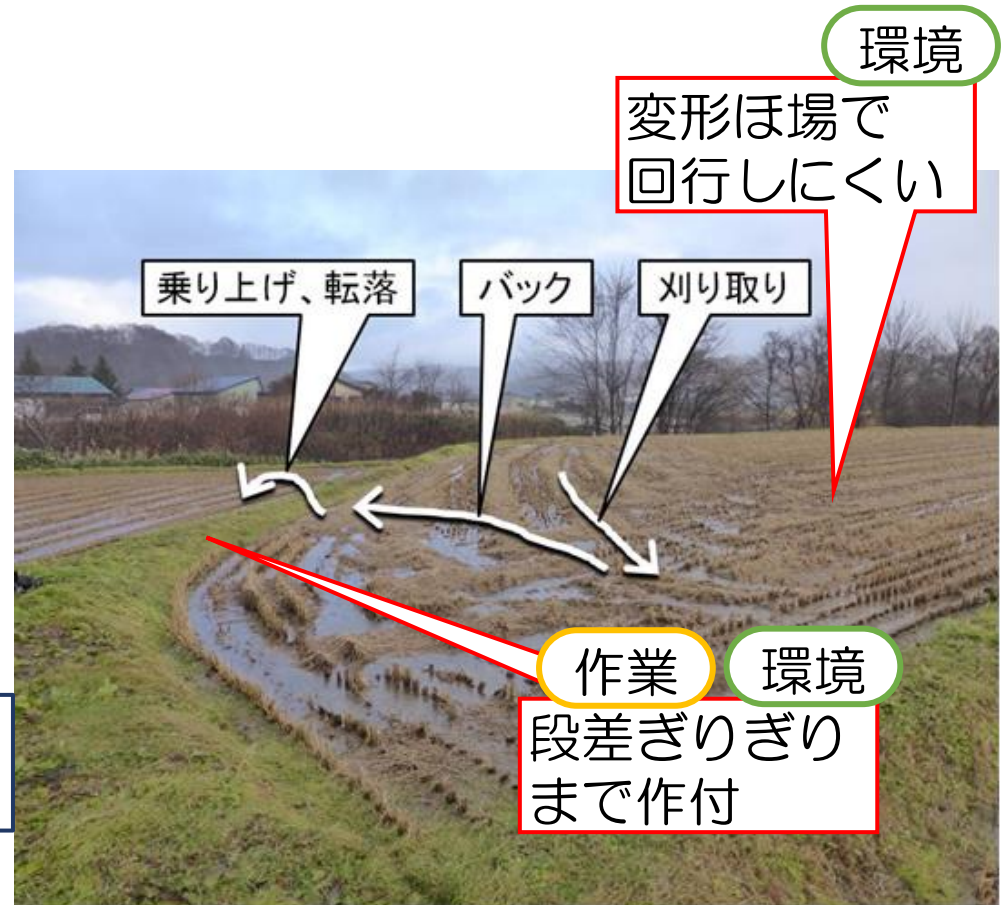 環境
変形ほ場で
回行しにくい
乗り上げ、転落
バック
刈り取り
作業
環境
段差ぎりぎり
まで作付